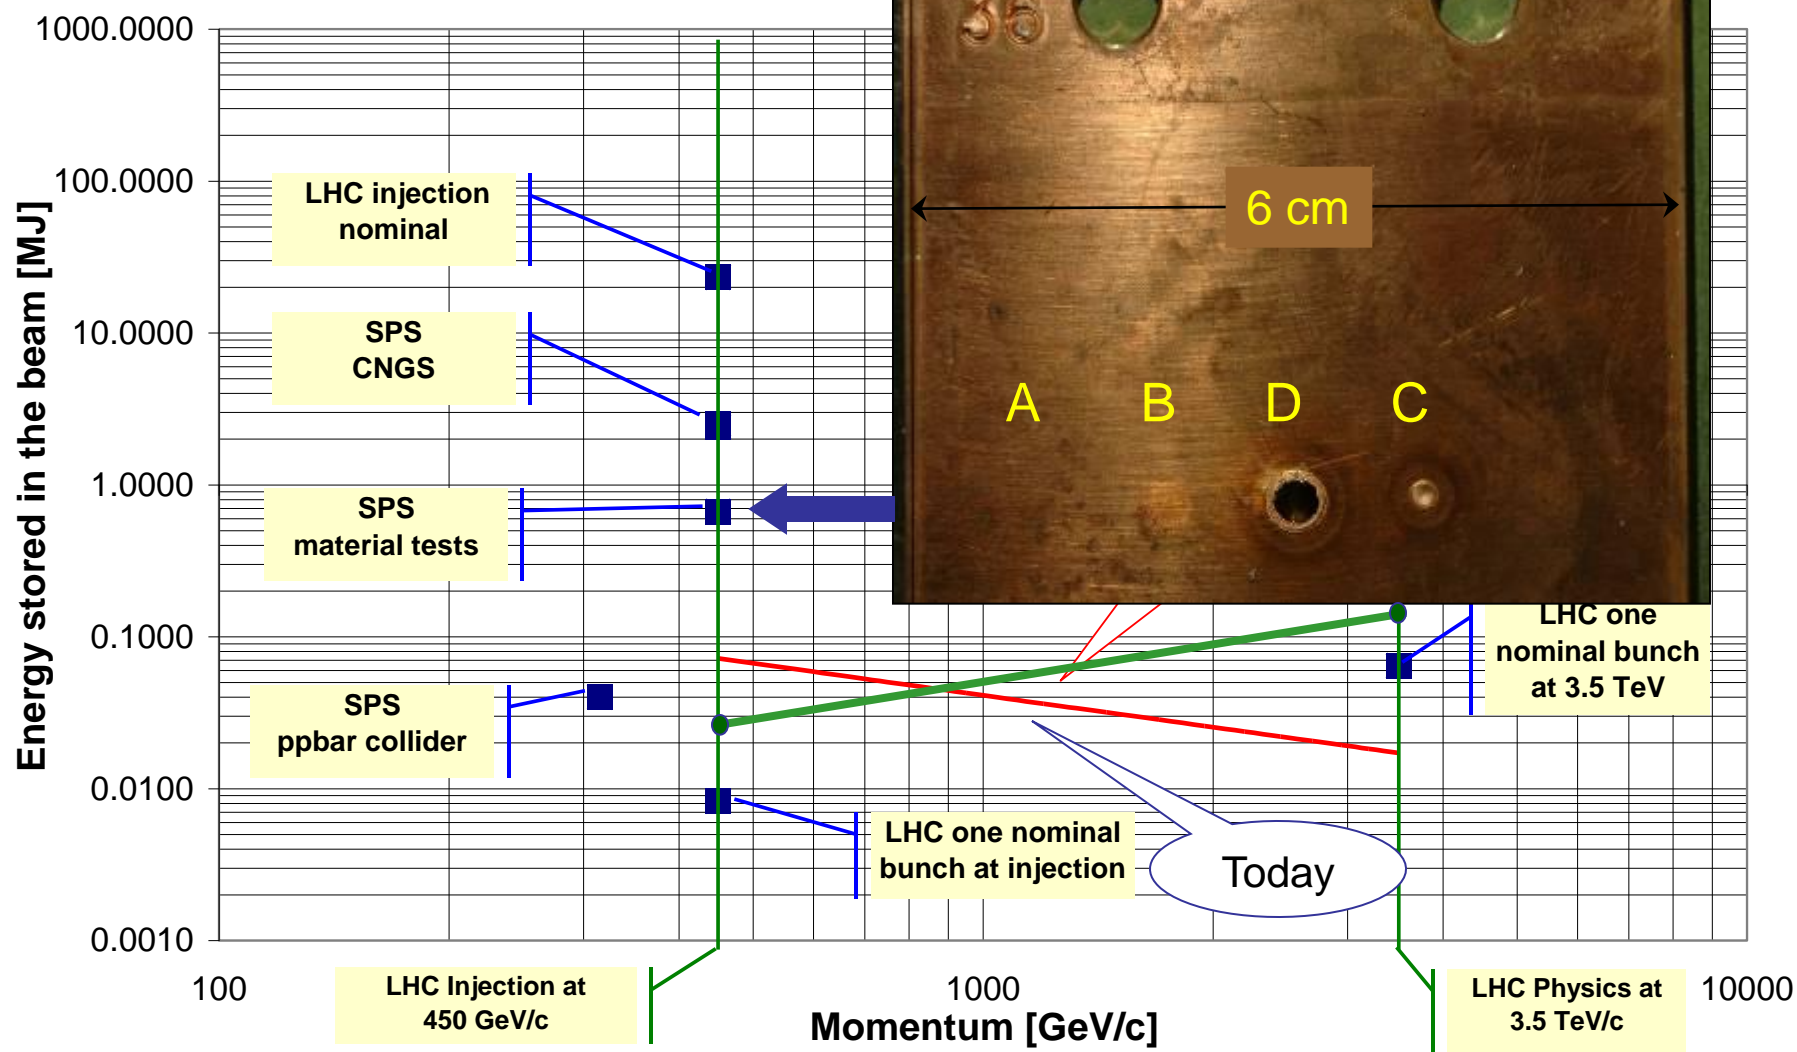 1000.0000
100.0000
10.0000
1.0000
0.1000
0.0100
0.0010
Energy stored in the beam [MJ]
LHC injection
nominal
SPS
CNGS
SPS
material tests
SPS
ppbar collider
36
6 cm
A B D C
LHC one
nominal bunch
at 3.5 TeV
LHC one nominal
bunch at injection
Today
100
1000
10000
LHC Injection at
450 GeV/c
Momentum [GeV/c]
LHC Physics at
3.5 TeV/c